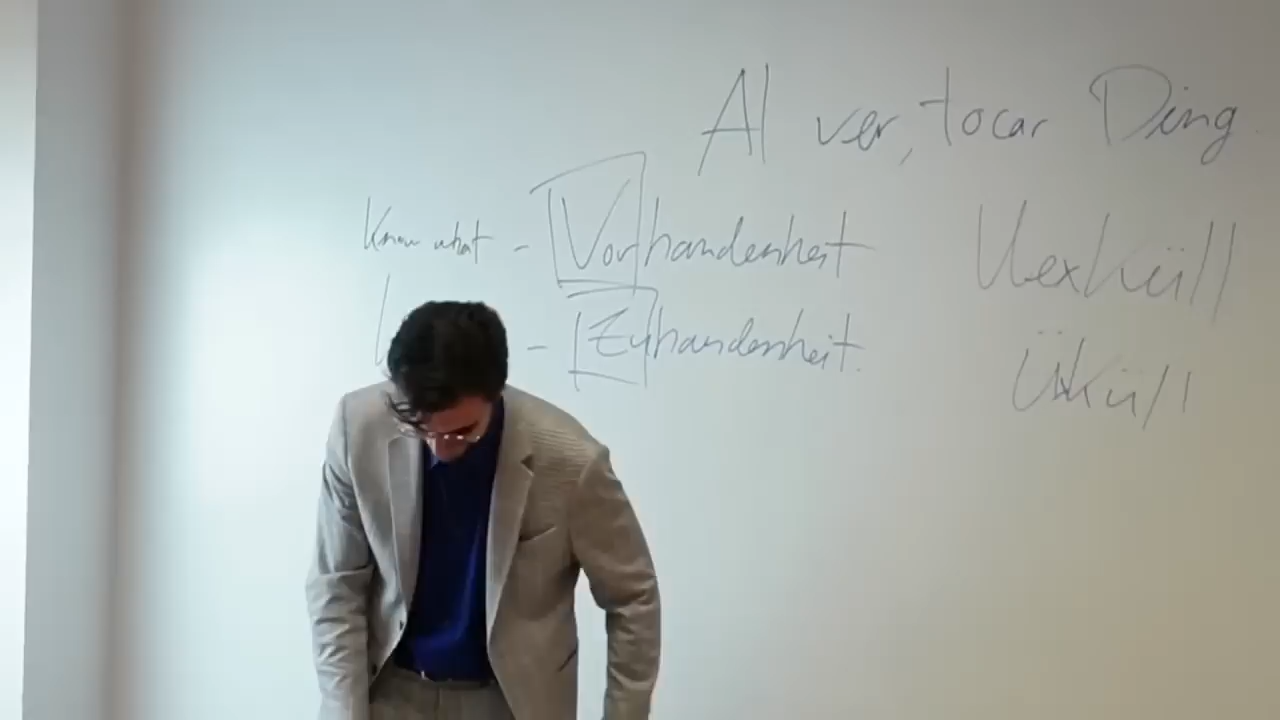 Al ver, tocar Ding
Know what - Vorhandenheit
Uexküll
- Zuhandenheit.
Üxküll